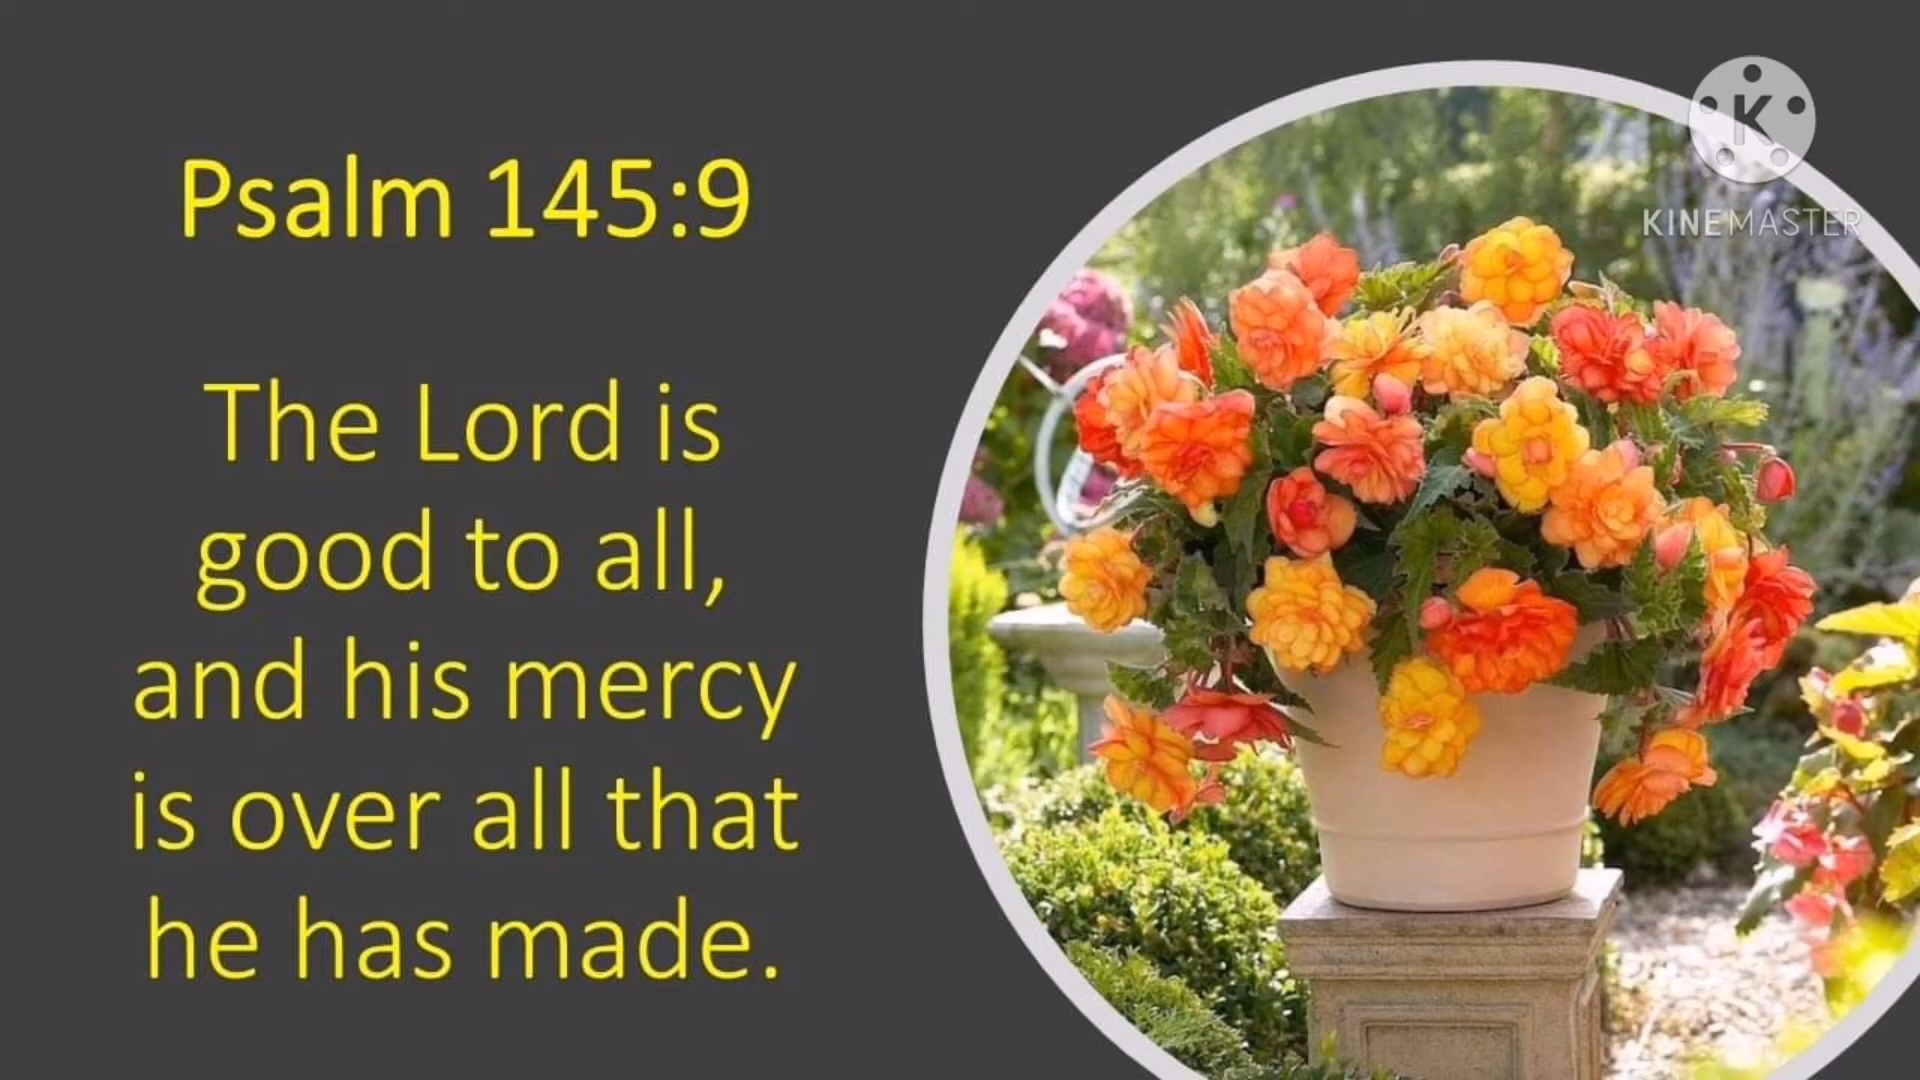 Psalm 145:9
The Lord is
good to all,
and his mercy
is over all that
he has made.
K
KINEMASTER